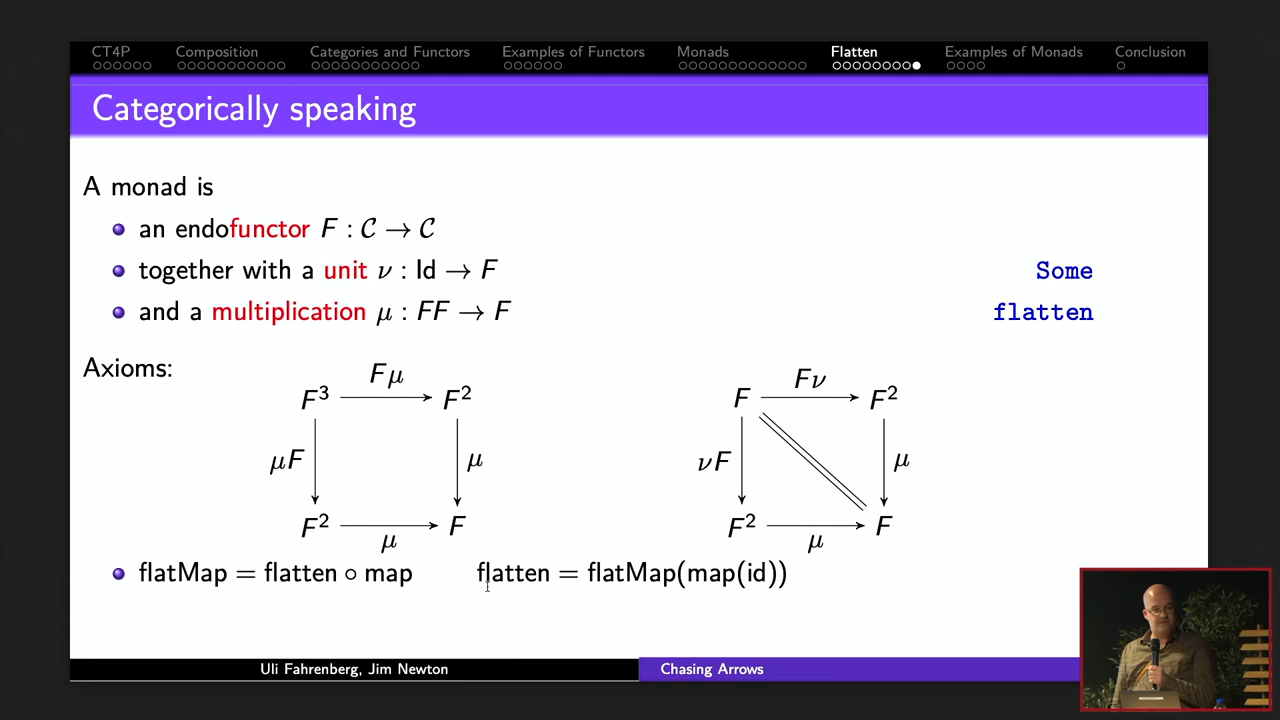 CT4P Composition Categories and Functors Examples of Functors Monads Flatten Examples of Monads Conclusion
Categorically speaking
A monad is
an endofunctor F : C → C
together with a unit ν : Id → F Some
and a multiplication μ : FF → F flatten
Axioms:
Fμ Fν
F³ F² F F²
μF μ νF μ
F² F F² F
μ μ
flatMap = flatten ∘ map flatten = flatMap(map(id))
Uli Fahrenberg, Jim Newton Chasing Arrows